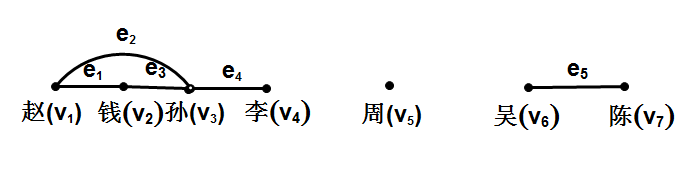 e₂
e₁ e₃ e₄ e₅
赵(v₁) 钱(v₂)孙(v₃) 李(v₄) 周(v₅) 吴(v₆) 陈(v₇)